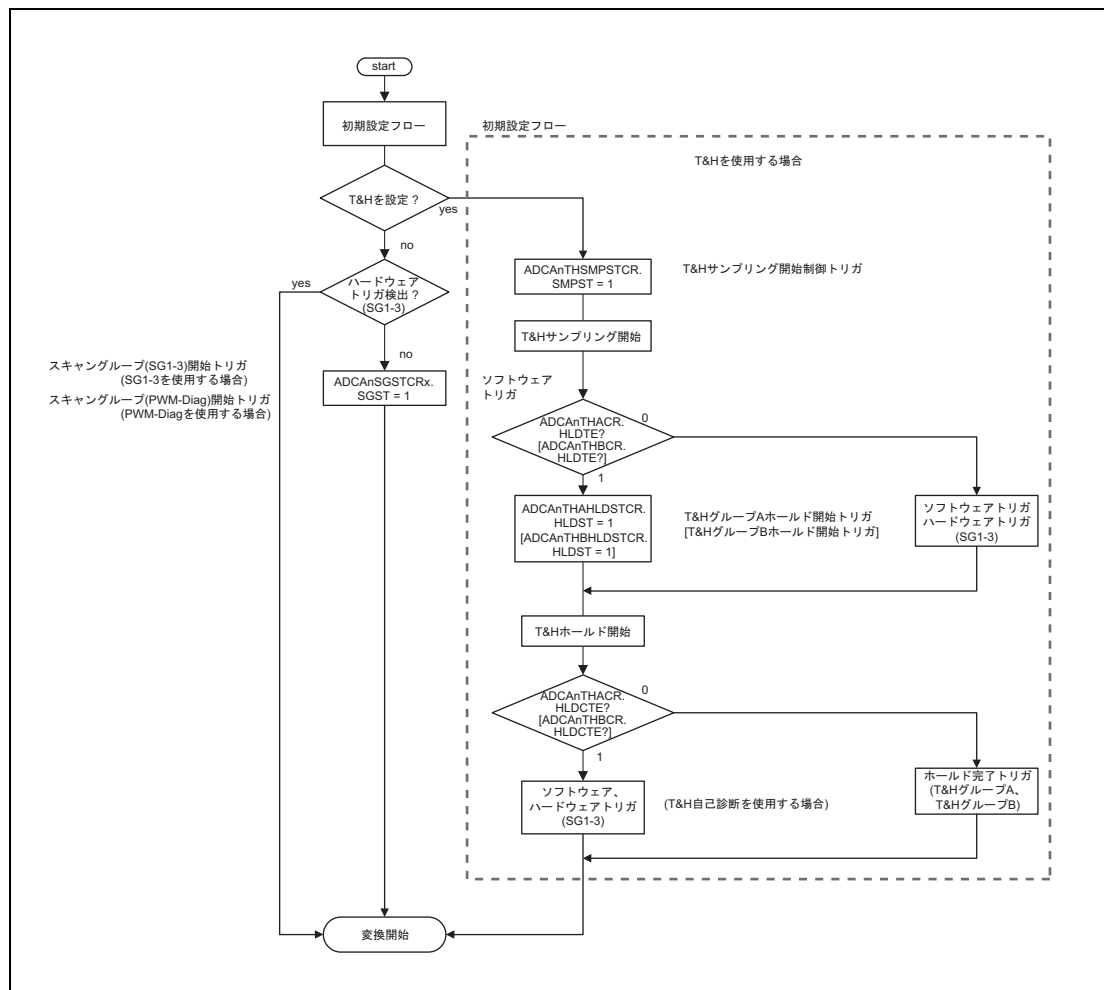 start
初期設定フロー
初期設定フロー
T&Hを使用する場合
T&Hを設定？
yes
no
ADCAnTHSMPSTCR.
SMPST = 1
T&Hサンプリング開始制御トリガ
yes
ハードウェア
トリガ検出？
(SG1-3)
no
T&Hサンプリング開始
スキャングループ(SG1-3)開始トリガ
(SG1-3を使用する場合)
スキャングループ(PWM-Diag)開始トリガ
(PWM-Diagを使用する場合)
ADCAnSGSTCRx.
SGST = 1
ソフトウェア
トリガ
ADCAnTHACR.
HLDTE?
[ADCAnTHBCR.
HLDTE?]
0
1
ADCAnTHAHLDSTCR.
HLDST = 1
[ADCAnTHBHLDSTCR.
HLDST = 1]
T&HグループAホールド開始トリガ
[T&HグループBホールド開始トリガ]
ソフトウェアトリガ
ハードウェアトリガ
(SG1-3)
T&Hホールド開始
ADCAnTHACR.
HLDCTE?
[ADCAnTHBCR.
HLDCTE?]
0
1
ソフトウェア、
ハードウェアトリガ
(SG1-3)
(T&H自己診断を使用する場合)
ホールド完了トリガ
(T&HグループA、
T&HグループB)
変換開始